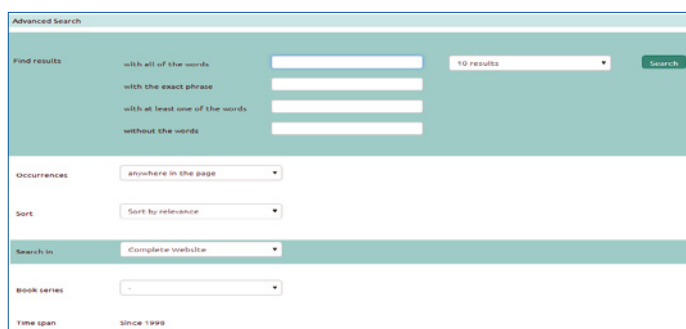 Advanced Search
Find results with all of the words 10 results Search
with the exact phrase
with at least one of the words
without the words
Occurrences anywhere in the page
Sort Sort by relevance
Search in Complete Website
Book series -
Time span Since 1990